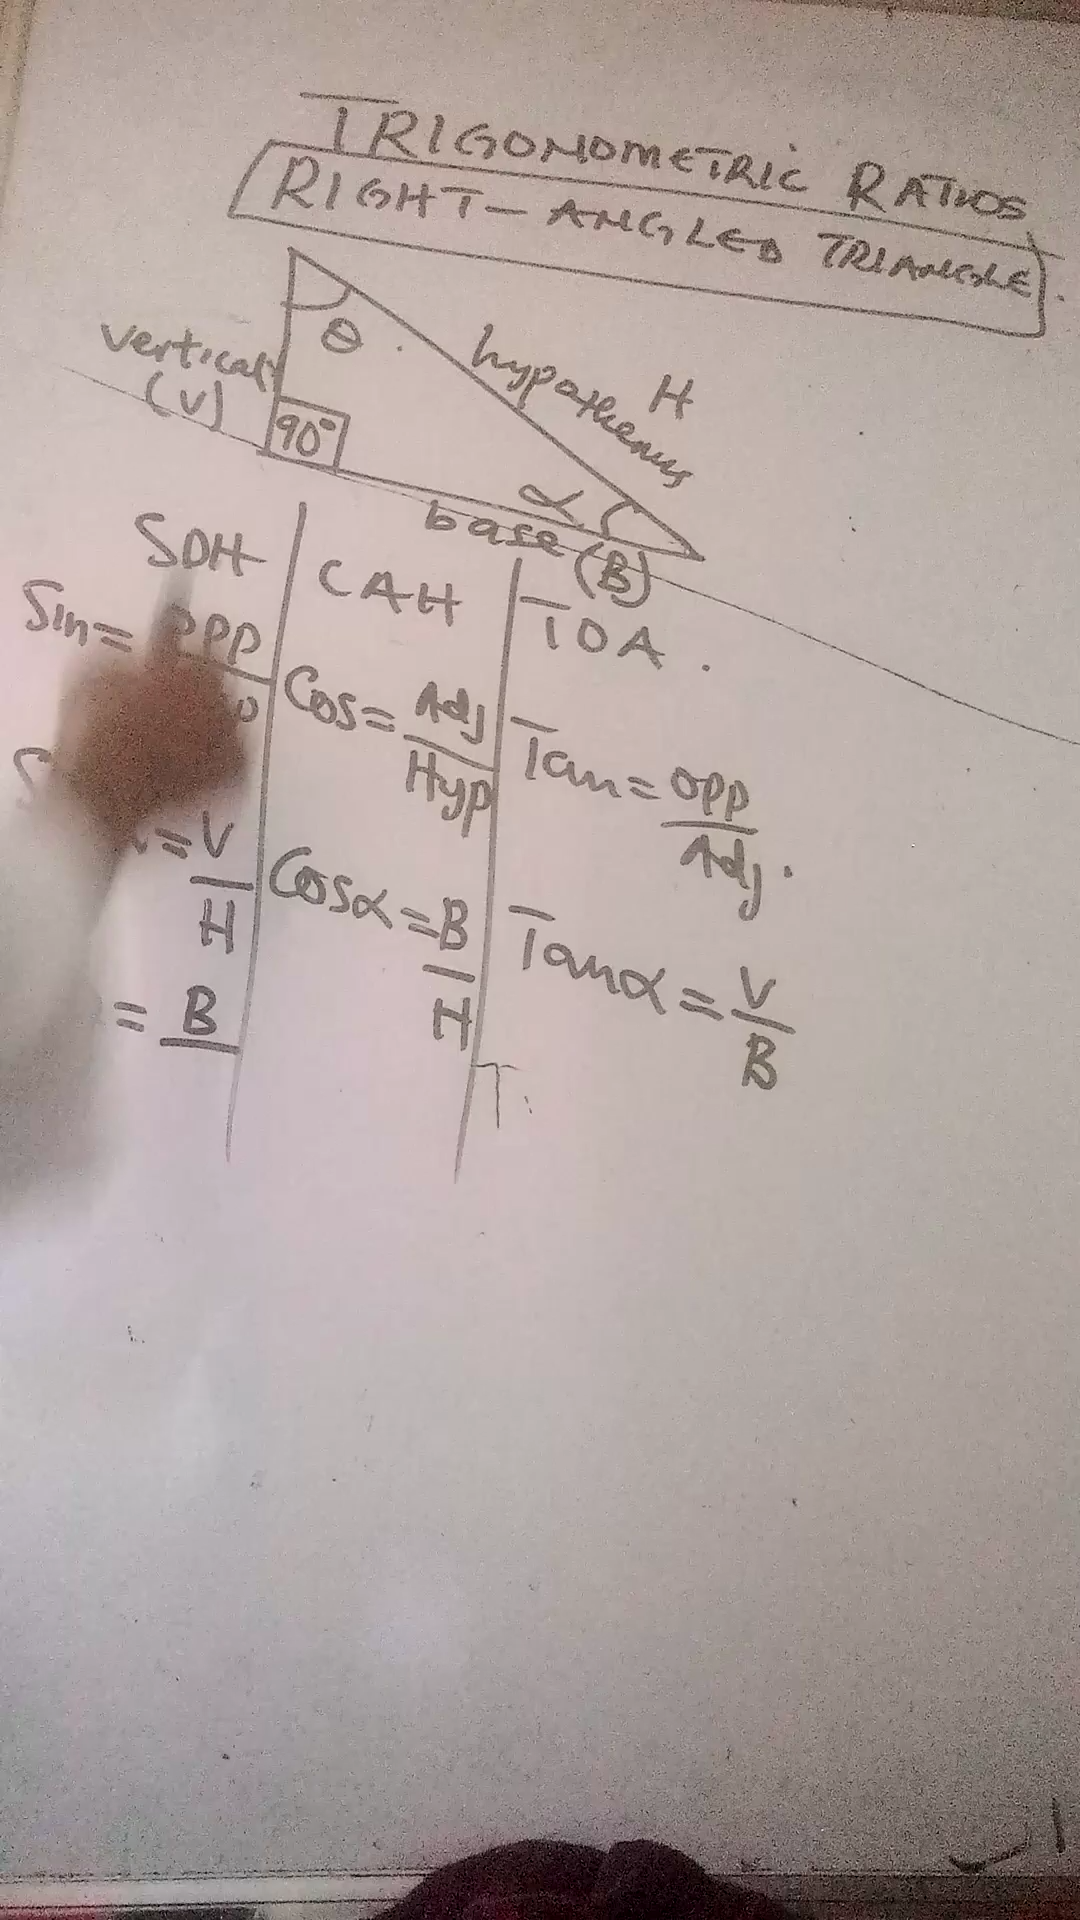 TRIGONOMETRIC RATIOS
RIGHT-ANGLED TRIANGLE.
θ
vertical
(V)
90°
hypothenus
H
α
base (B)
SOH
CAH
TOA.
Sin = opp
Cos = Adj
Hyp
Tan = opp
Adj.
= V
H
Cosα = B
H
Tanα = V
B
= B
T